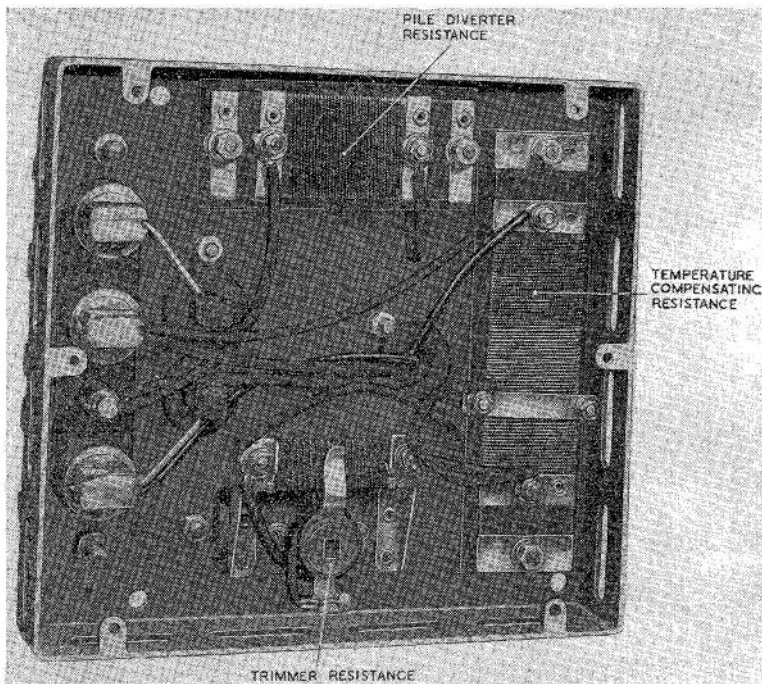 PILE DIVERTER
RESISTANCE
TEMPERATURE
COMPENSATING
RESISTANCE
TRIMMER RESISTANCE